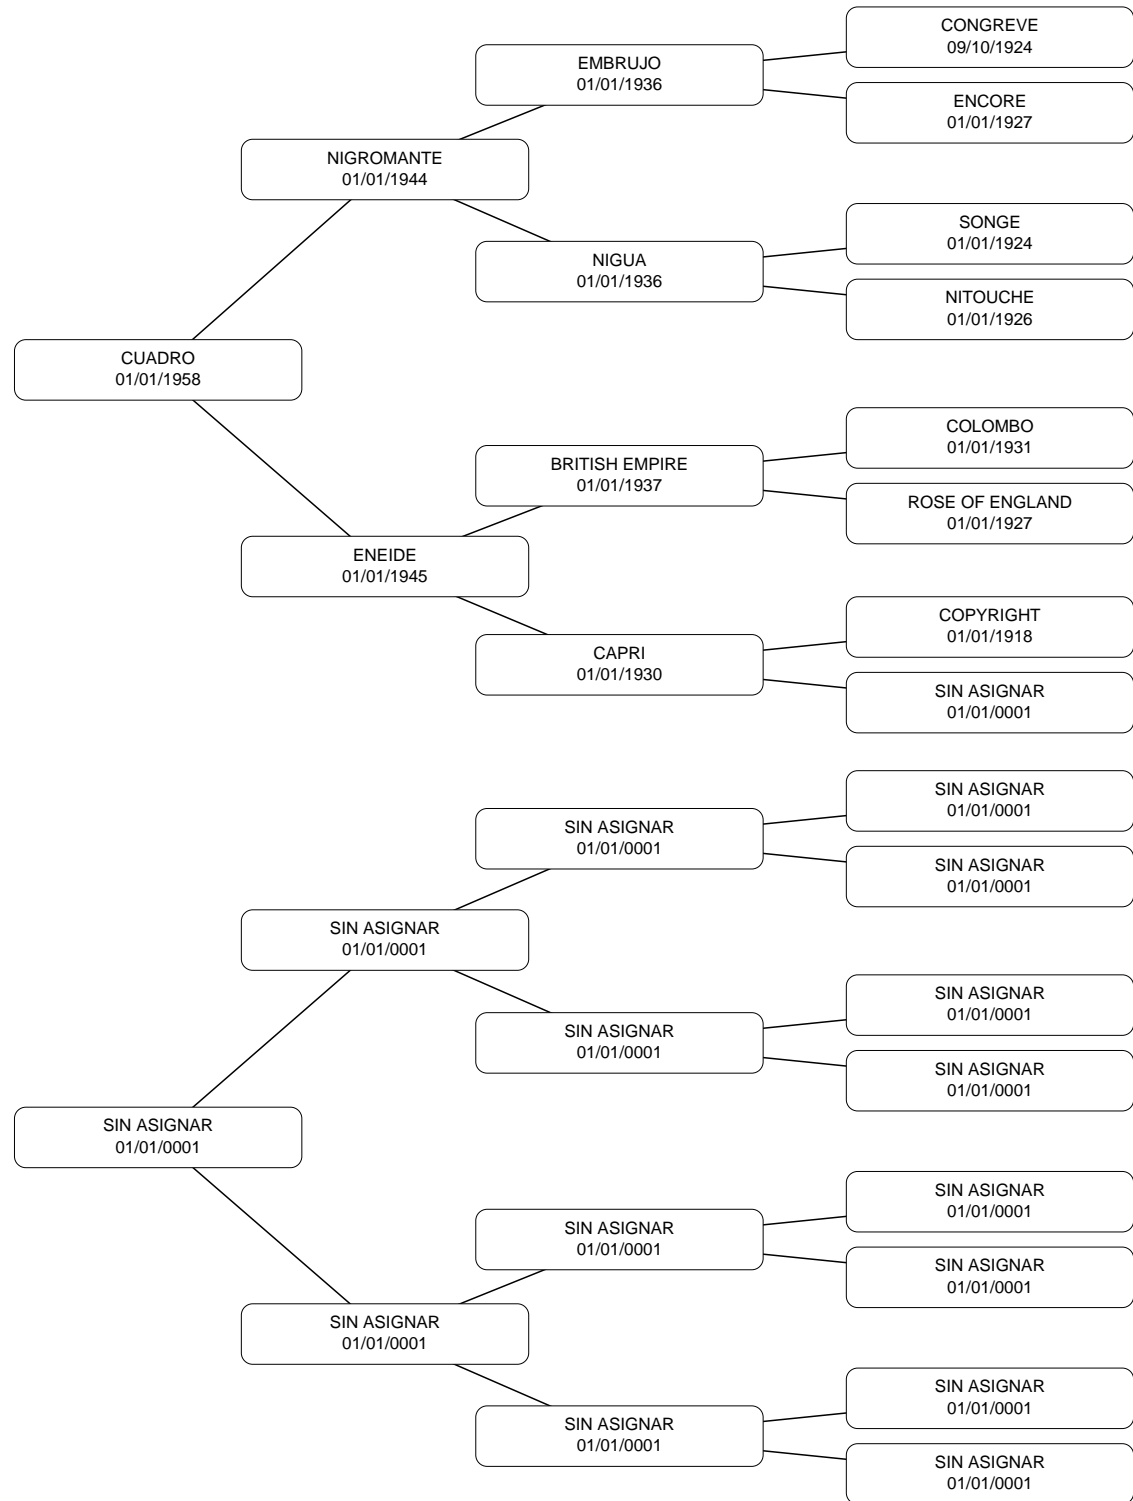 CONGREVE
09/10/1924
EMBRUJO
01/01/1936
ENCORE
01/01/1927
NIGROMANTE
01/01/1944
SONGE
01/01/1924
NIGUA
01/01/1936
NITOUCHE
01/01/1926
CUADRO
01/01/1958
COLOMBO
01/01/1931
BRITISH EMPIRE
01/01/1937
ROSE OF ENGLAND
01/01/1927
ENEIDE
01/01/1945
COPYRIGHT
01/01/1918
CAPRI
01/01/1930
SIN ASIGNAR
01/01/0001
SIN ASIGNAR
01/01/0001
SIN ASIGNAR
01/01/0001
SIN ASIGNAR
01/01/0001
SIN ASIGNAR
01/01/0001
SIN ASIGNAR
01/01/0001
SIN ASIGNAR
01/01/0001
SIN ASIGNAR
01/01/0001
SIN ASIGNAR
01/01/0001
SIN ASIGNAR
01/01/0001
SIN ASIGNAR
01/01/0001
SIN ASIGNAR
01/01/0001
SIN ASIGNAR
01/01/0001
SIN ASIGNAR
01/01/0001
SIN ASIGNAR
01/01/0001
SIN ASIGNAR
01/01/0001